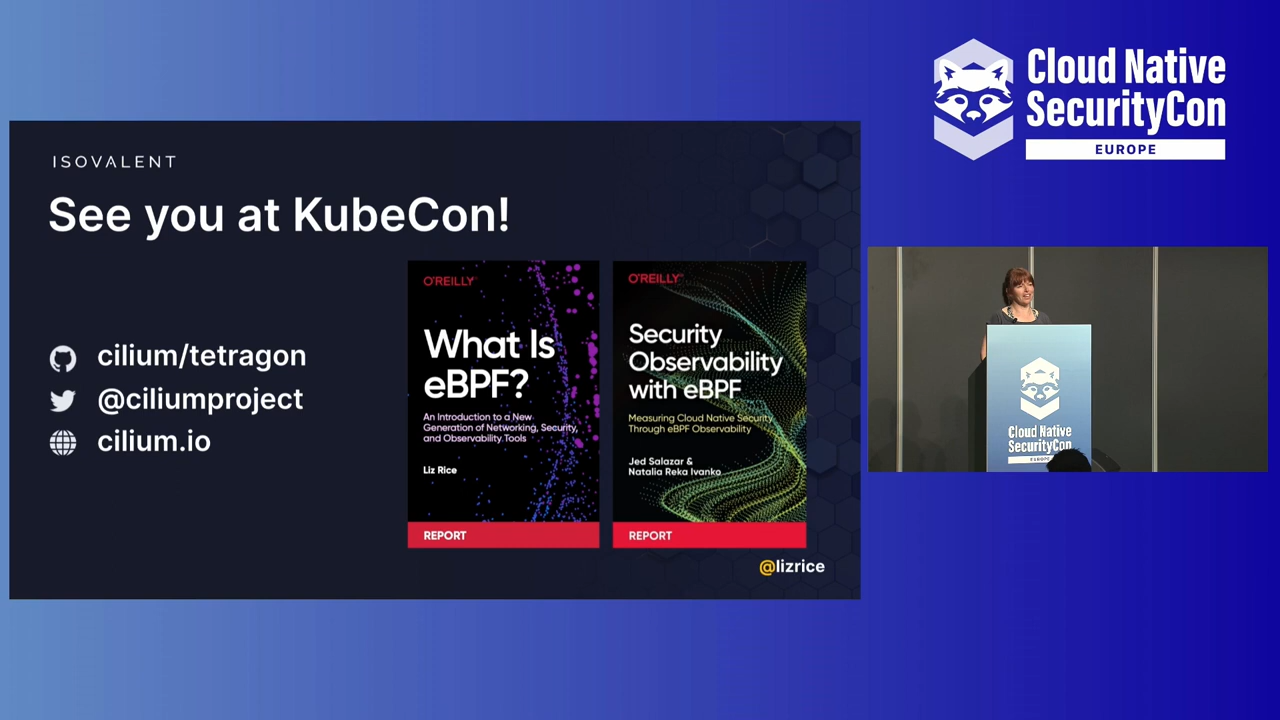 Cloud Native
SecurityCon
EUROPE
ISOVALENT
See you at KubeCon!
cilium/tetragon
@ciliumproject
cilium.io
O'REILLY
What Is
eBPF?
An Introduction to a New
Generation of Networking, Security,
and Observability Tools
Liz Rice
REPORT
O'REILLY
Security
Observability
with eBPF
Measuring Cloud Native Security
Through eBPF Observability
Jed Salazar &
Natalia Reka Ivanko
REPORT
@lizrice
Cloud Native
SecurityCon
EUROPE